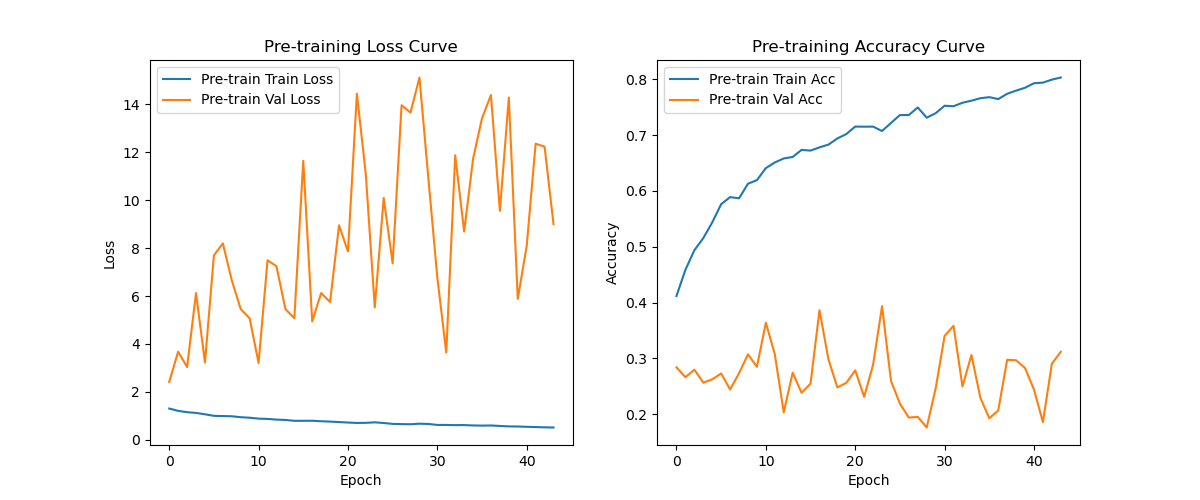 Pre-training Loss Curve
Pre-train Train Loss
Pre-train Val Loss
14
12
10
8
6
4
2
0
Loss
0 10 20 30 40
Epoch
Pre-training Accuracy Curve
Pre-train Train Acc
Pre-train Val Acc
0.8
0.7
0.6
0.5
0.4
0.3
0.2
Accuracy
0 10 20 30 40
Epoch